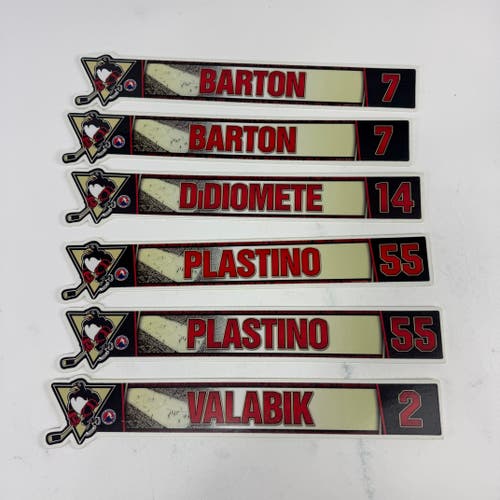 BARTON 7
BARTON 7
DiDIOMETE 14
PLASTINO 55
PLASTINO 55
VALABIK 2